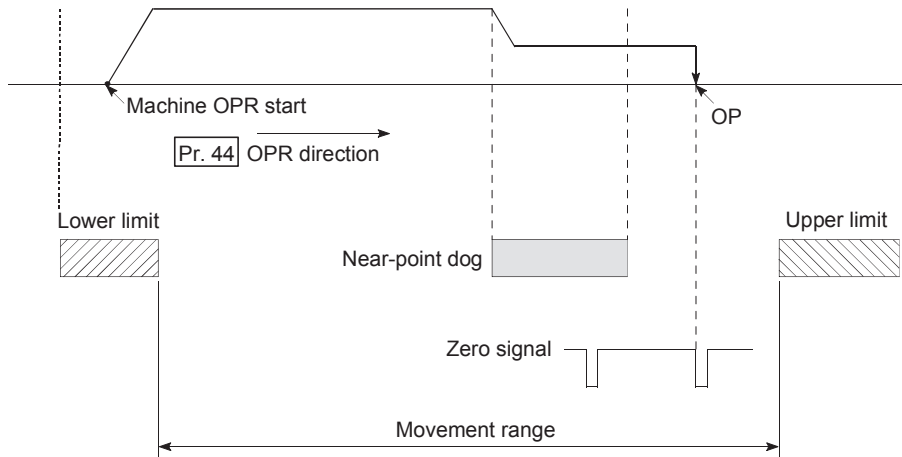 Machine OPR start
OP
Pr. 44 OPR direction
Lower limit
Upper limit
Near-point dog
Zero signal
Movement range